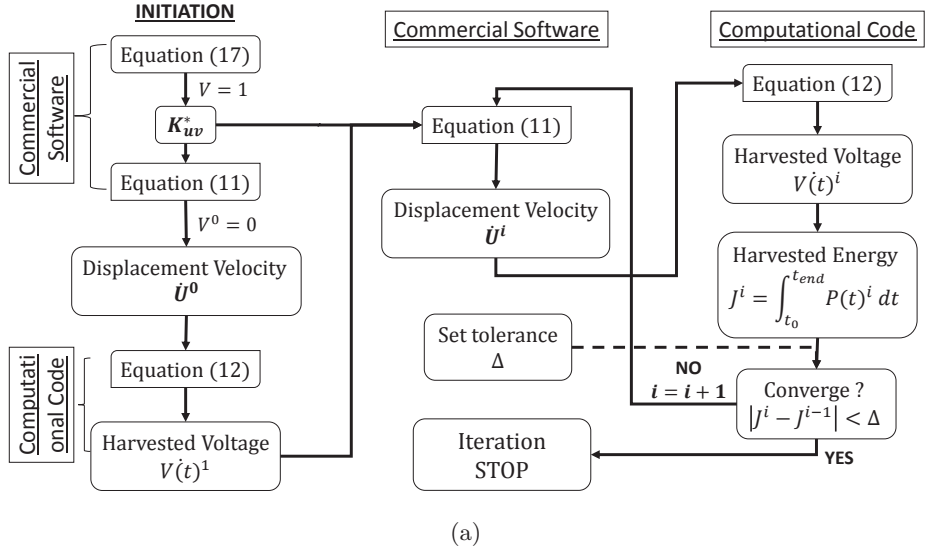 INITIATION
Commercial
Software
Equation (17)
V = 1
K*uv
Equation (11)
V⁰ = 0
Displacement Velocity
U̇⁰
Computati
onal Code
Equation (12)
Harvested Voltage
V(̇t)¹
Commercial Software
Equation (11)
Displacement Velocity
U̇ⁱ
Set tolerance
Δ
NO
i = i + 1
Iteration
STOP
Computational Code
Equation (12)
Harvested Voltage
V(̇t)ⁱ
Harvested Energy
Jⁱ = ∫_{t₀}^{t_end} P(t)ⁱ dt
Converge ?
|Jⁱ − Jⁱ⁻¹| < Δ
YES
(a)